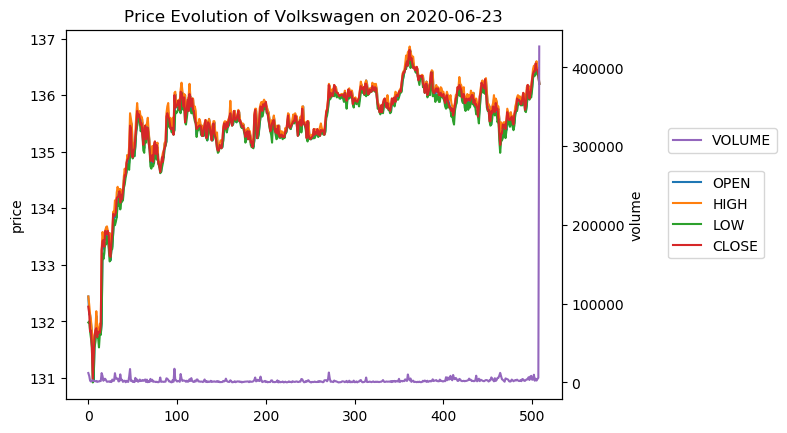 Price Evolution of Volkswagen on 2020-06-23
137
136
135
134
133
132
131
price
0
100
200
300
400
500
400000
300000
200000
100000
0
volume
VOLUME
OPEN
HIGH
LOW
CLOSE